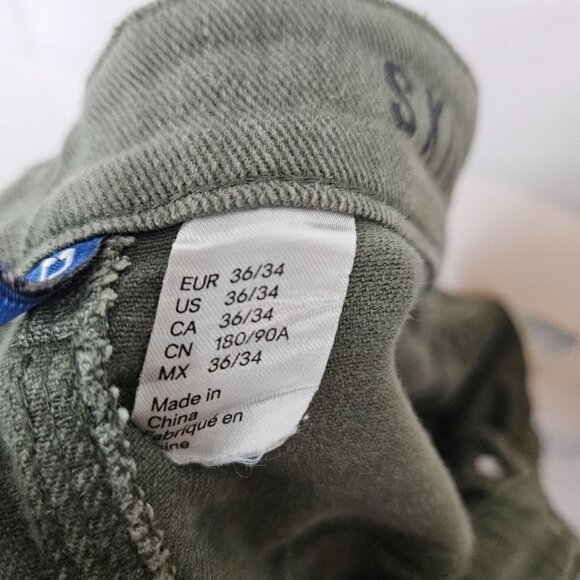 SY
EUR 36/34
US 36/34
CA 36/34
CN 180/90A
MX 36/34
Made in
China
Fabriqué en